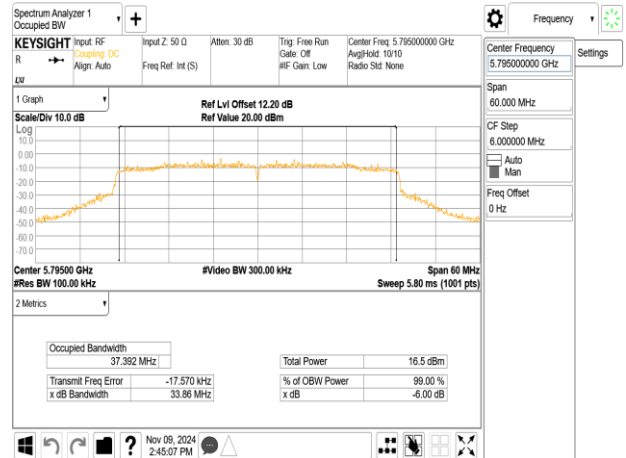 Spectrum Analyzer 1
Occupied BW
Frequency
KEYSIGHT
Input: RF
Coupling: DC
Align: Auto
Input Z: 50 Ω
Freq Ref: Int (S)
Atten: 30 dB
Trig: Free Run
Gate: Off
#IF Gain: Low
Center Freq: 5.795000000 GHz
Avg|Hold: 10/10
Radio Std: None
R
LXI
Center Frequency
5.795000000 GHz
Settings
Span
60.000 MHz
CF Step
6.000000 MHz
Auto
Man
Freq Offset
0 Hz
1 Graph
Scale/Div 10.0 dB
Ref Lvl Offset 12.20 dB
Ref Value 20.00 dBm
Log
10.0
0.00
-10.0
-20.0
-30.0
-40.0
-50.0
-60.0
-70.0
Center 5.79500 GHz
#Video BW 300.00 kHz
Span 60 MHz
#Res BW 100.00 kHz
Sweep 5.80 ms (1001 pts)
2 Metrics
Occupied Bandwidth
37.392 MHz
Total Power 16.5 dBm
Transmit Freq Error -17.570 kHz
% of OBW Power 99.00 %
x dB Bandwidth 33.86 MHz
x dB -6.00 dB
?
Nov 09, 2024
2:45:07 PM